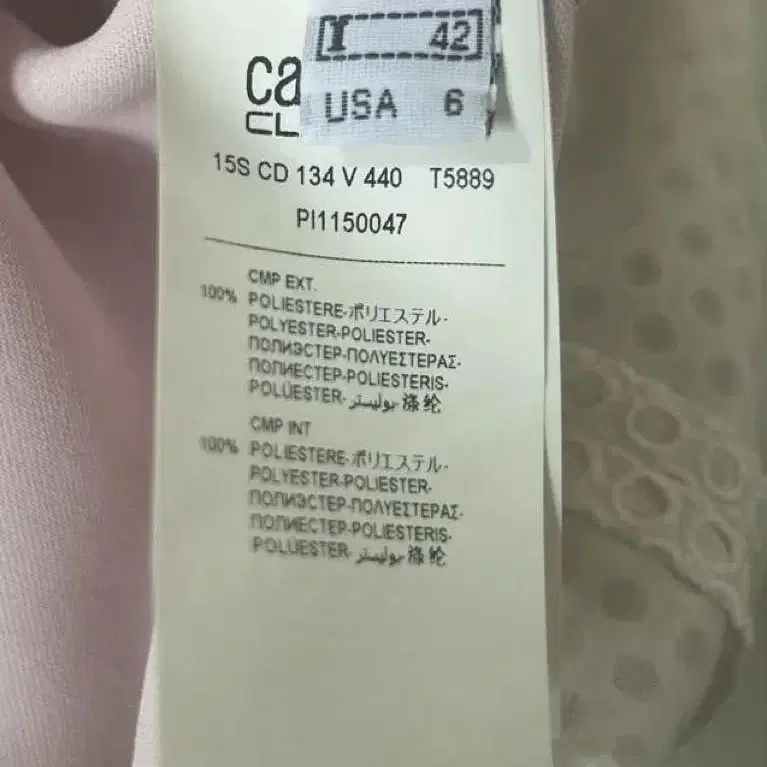 I 42
USA 6
ca
CL
15S CD 134 V 440 T5889
PI1150047
CMP EXT.
100% POLIESTERE-ポリエステル-
POLYESTER-POLIESTER-
ПОЛИЭСТЕР-ΠΟΛΥΕΣΤΕΡΑΣ-
ПОЛИЕСТЕР-POLIESTERIS-
POLÚESTER-بوليستر-涤纶
CMP INT
100% POLIESTERE-ポリエステル-
POLYESTER-POLIESTER-
ПОЛИЭСТЕР-ΠΟΛΥΕΣΤΕΡΑΣ-
ПОЛИЕСТЕР-POLIESTERIS-
POLÚESTER-بوليستر-涤纶